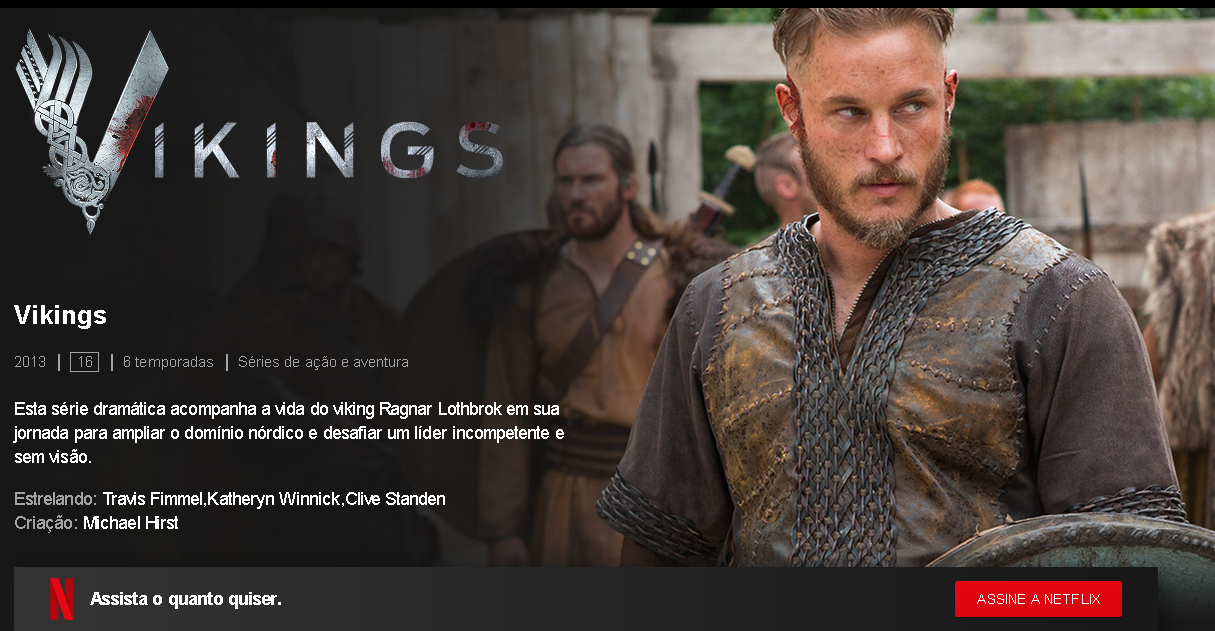 VIKINGS
Vikings
2013 | 16 | 6 temporadas | Séries de ação e aventura
Esta série dramática acompanha a vida do viking Ragnar Lothbrok em sua
jornada para ampliar o domínio nórdico e desafiar um líder incompetente e
sem visão.
Estrelando: Travis Fimmel,Katheryn Winnick,Clive Standen
Criação: Michael Hirst
N Assista o quanto quiser.
ASSINE A NETFLIX